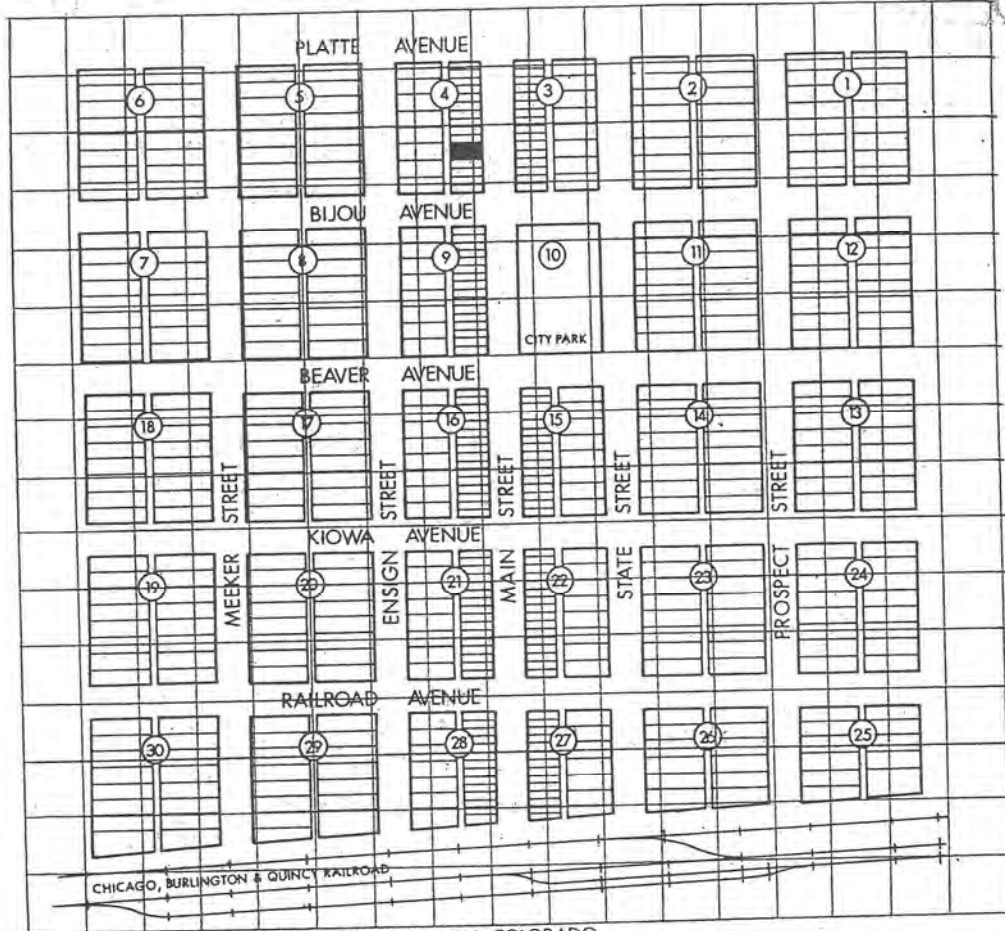 PLATTE AVENUE
6 5 4 3 2 1
BIJOU AVENUE
7 8 9 10 11 12
CITY PARK
BEAVER AVENUE
18 17 16 15 14 13
STREET STREET STREET STREET STREET
MEEKER ENSIGN MAIN STATE PROSPECT
KIOWA AVENUE
19 20 21 22 23 24
RAILROAD AVENUE
30 29 28 27 26 25
CHICAGO, BURLINGTON & QUINCY RAILROAD
COLORADO